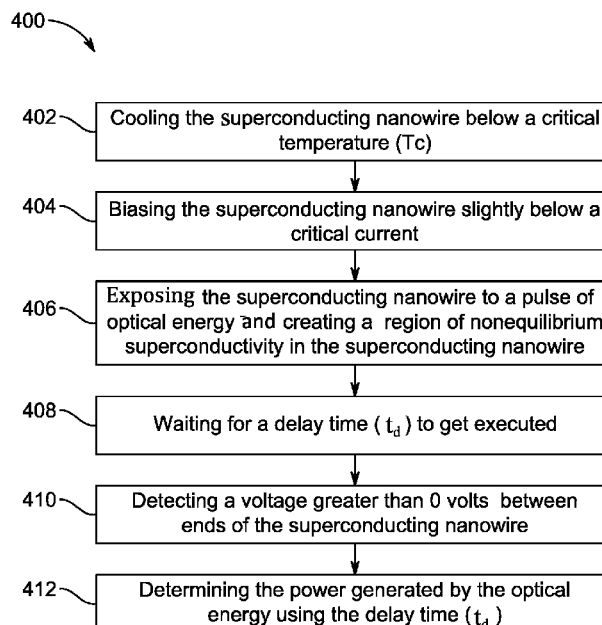 400
402
Cooling the superconducting nanowire below a critical
temperature (Tc)
404
Biasing the superconducting nanowire slightly below a
critical current
406
Exposing the superconducting nanowire to a pulse of
optical energy and creating a region of nonequilibrium
superconductivity in the superconducting nanowire
408
Waiting for a delay time ( t_d ) to get executed
410
Detecting a voltage greater than 0 volts between
ends of the superconducting nanowire
412
Determining the power generated by the optical
energy using the delay time ( t_d )